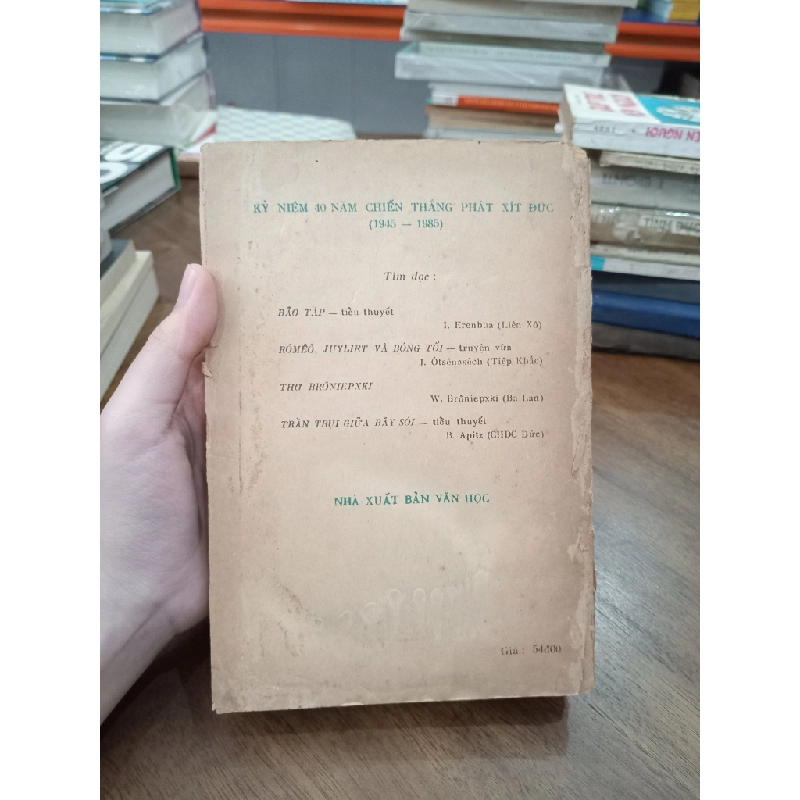 KỶ NIỆM 40 NĂM CHIẾN THẮNG PHÁT XÍT ĐỨC
(1945 — 1985)
Tìm đọc :
BÃO TÁP — tiểu thuyết
I. Erenbua (Liên Xô)
RÔMÊÔ, JUYLIET VÀ BÓNG TỐI — truyện vừa
J. Ôtsênasêch (Tiệp Khắc)
THƠ BRÔNIEPXKI
W. Brôniepxki (Ba Lan)
TRẦN TRỤI GIỮA BẦY SÓI — tiểu thuyết
B. Apitz (CHDC Đức)
NHÀ XUẤT BẢN VĂN HỌC
Giá : 54đ00